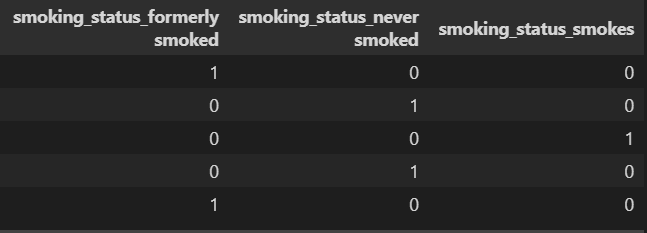 smoking_status_formerly smoking_status_never smoking_status_smokes
smoked smoked
1 0 0
0 1 0
0 0 1
0 1 0
1 0 0